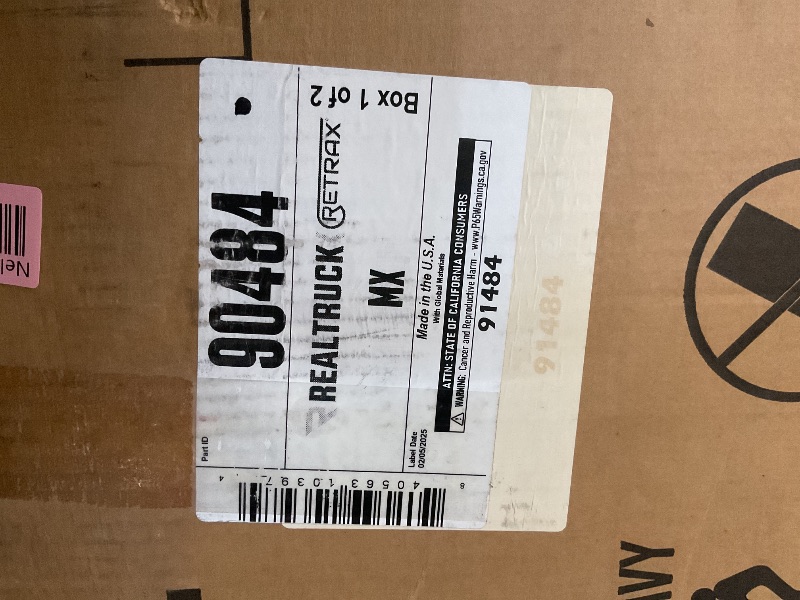 Part ID
90484
REALTRUCK RETRAX
MX
Box 1 of 2
Label Date
02/05/2025
Made in the U.S.A.
With Global Materials
ATTN: STATE OF CALIFORNIA CONSUMERS
WARNING: Cancer and Reproductive Harm - www.P65Warnings.ca.gov
91484
91484
8 40563 10397 4
Nel